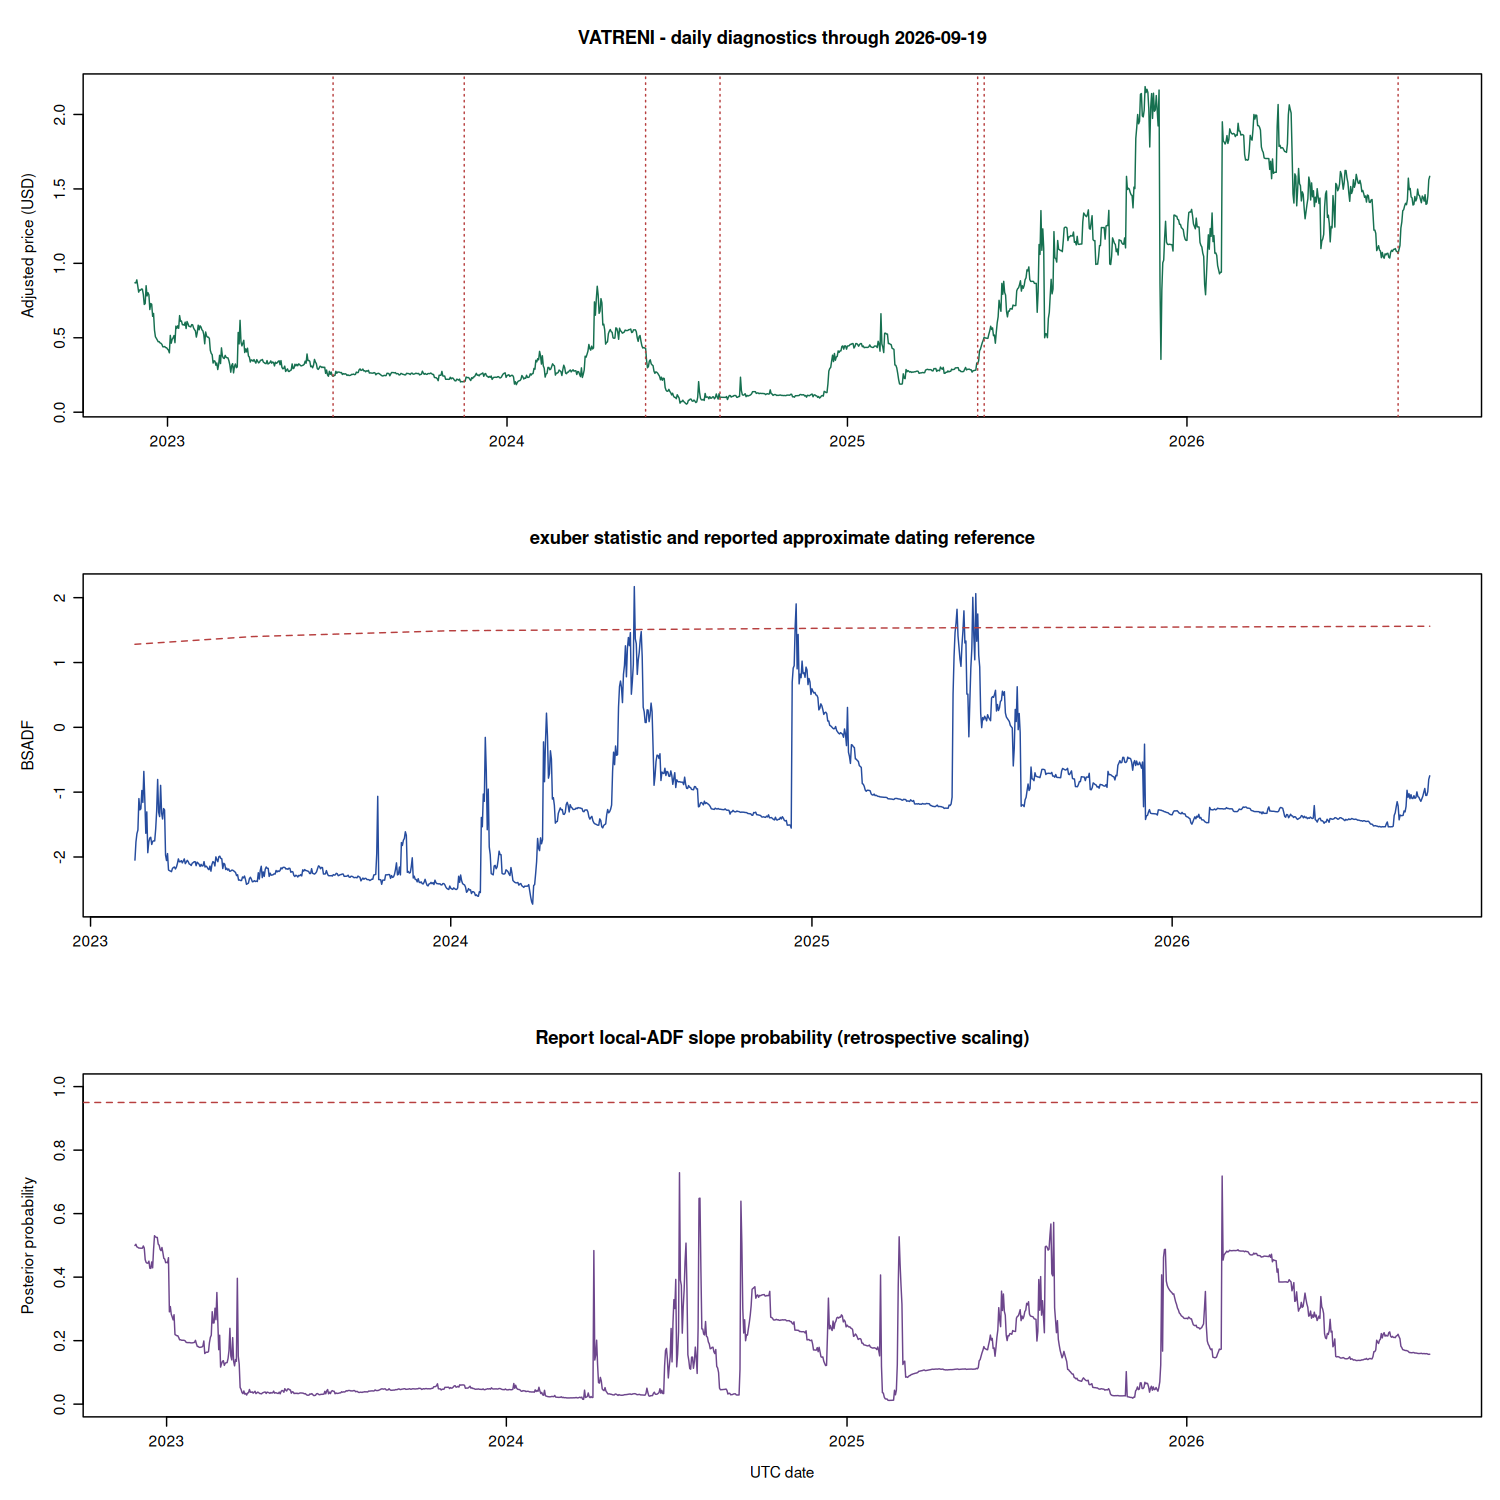 VATRENI - daily diagnostics through 2026-09-19
Adjusted price (USD)
2.0
1.5
1.0
0.5
0.0
2023 2024 2025 2026
exuber statistic and reported approximate dating reference
BSADF
2
1
0
-1
-2
2023 2024 2025 2026
Report local-ADF slope probability (retrospective scaling)
Posterior probability
1.0
0.8
0.6
0.4
0.2
0.0
2023 2024 2025 2026
UTC date